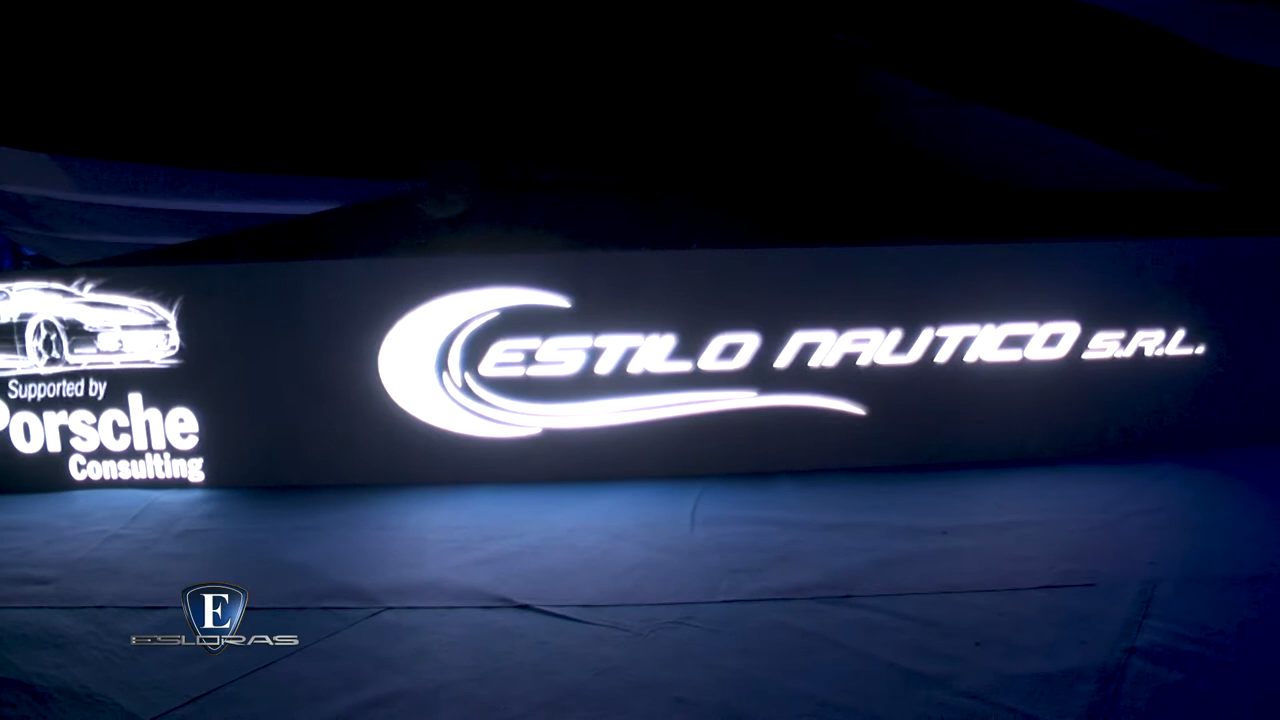 Supported by
Porsche
Consulting
ESTILO NAUTICO S.R.L.
E
ESLORAS